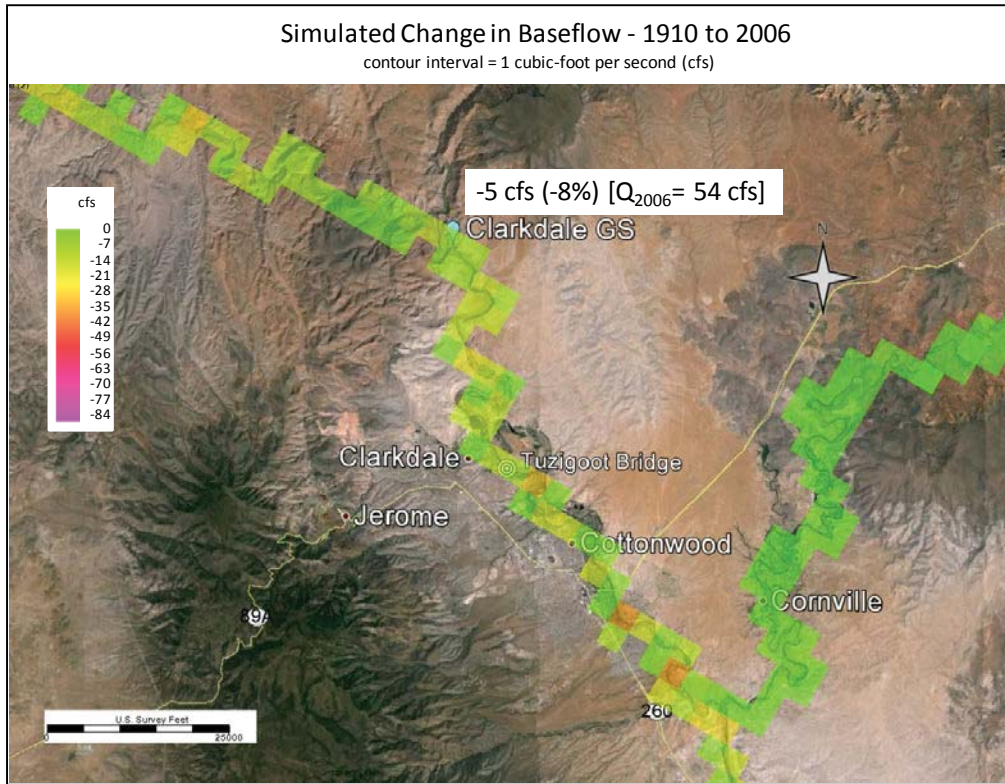 Simulated Change in Baseflow - 1910 to 2006
contour interval = 1 cubic-foot per second (cfs)
-5 cfs (-8%) [Q2006= 54 cfs]
Clarkdale GS
N
cfs
0
-7
-14
-21
-28
-35
-42
-49
-56
-63
-70
-77
-84
Clarkdale
Tuzigoot Bridge
Jerome
Cottonwood
Cornville
89A
260
U.S. Survey Feet
0
25000